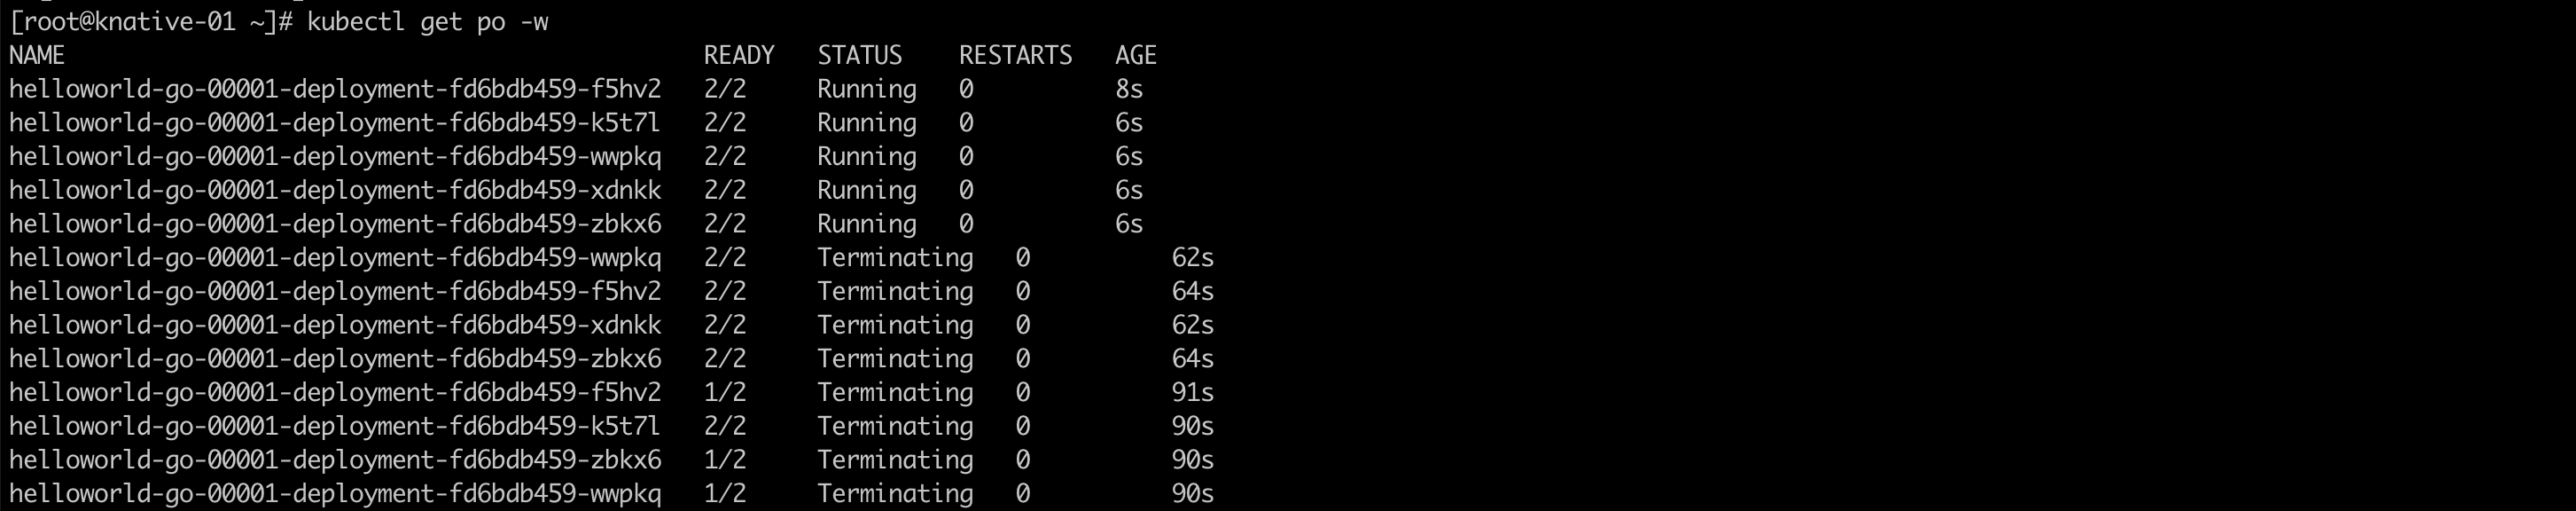 [root@knative-01 ~]# kubectl get po -w
NAME READY STATUS RESTARTS AGE
helloworld-go-00001-deployment-fd6bdb459-f5hv2 2/2 Running 0 8s
helloworld-go-00001-deployment-fd6bdb459-k5t7l 2/2 Running 0 6s
helloworld-go-00001-deployment-fd6bdb459-wwpkq 2/2 Running 0 6s
helloworld-go-00001-deployment-fd6bdb459-xdnkk 2/2 Running 0 6s
helloworld-go-00001-deployment-fd6bdb459-zbkx6 2/2 Running 0 6s
helloworld-go-00001-deployment-fd6bdb459-wwpkq 2/2 Terminating 0 62s
helloworld-go-00001-deployment-fd6bdb459-f5hv2 2/2 Terminating 0 64s
helloworld-go-00001-deployment-fd6bdb459-xdnkk 2/2 Terminating 0 62s
helloworld-go-00001-deployment-fd6bdb459-zbkx6 2/2 Terminating 0 64s
helloworld-go-00001-deployment-fd6bdb459-f5hv2 1/2 Terminating 0 91s
helloworld-go-00001-deployment-fd6bdb459-k5t7l 2/2 Terminating 0 90s
helloworld-go-00001-deployment-fd6bdb459-zbkx6 1/2 Terminating 0 90s
helloworld-go-00001-deployment-fd6bdb459-wwpkq 1/2 Terminating 0 90s